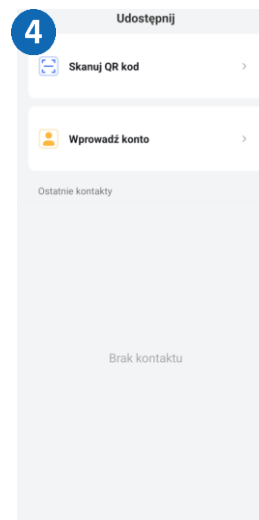 4
Udostępnij
Skanuj QR kod
Wprowadź konto
Ostatnie kontakty
Brak kontaktu